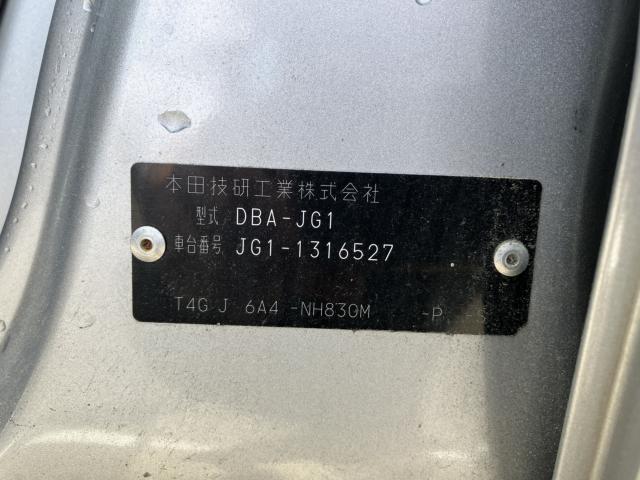 本田技研工業株式会社
型式 DBA-JG1
車台番号 JG1-1316527
T4G J 6A4 -NH830M -P